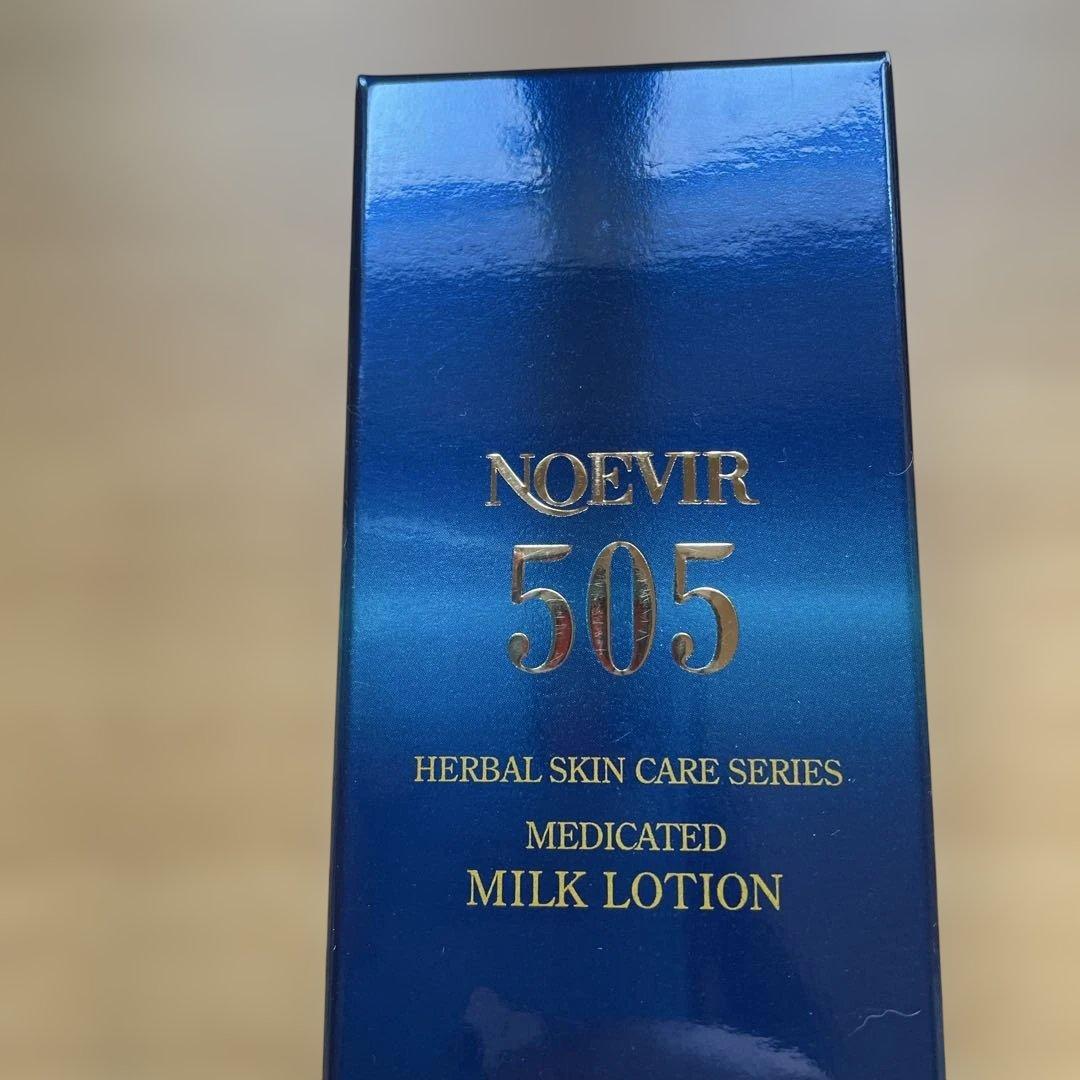 NOEVIR
505
HERBAL SKIN CARE SERIES
MEDICATED
MILK LOTION